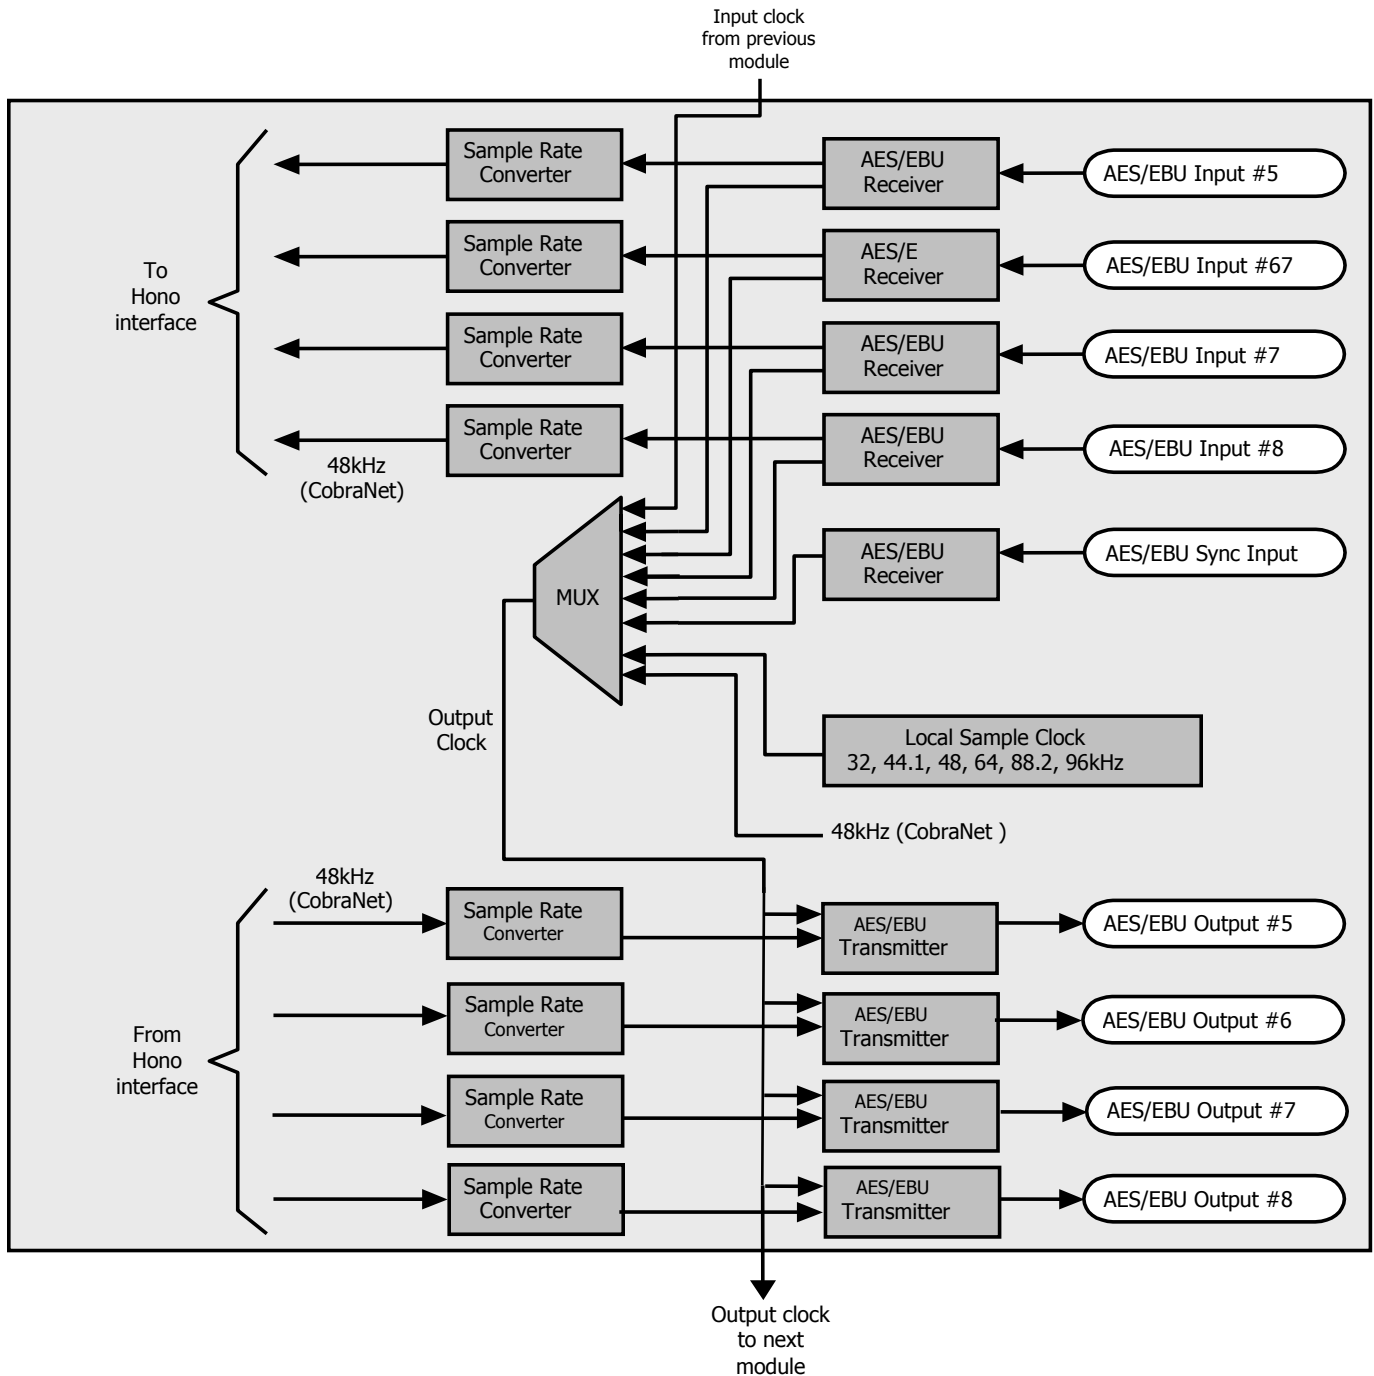 Input clock
from previous
module
Sample Rate
Converter
AES/EBU
Receiver
AES/EBU Input #5
Sample Rate
Converter
AES/E
Receiver
AES/EBU Input #67
To
Hono
interface
Sample Rate
Converter
AES/EBU
Receiver
AES/EBU Input #7
Sample Rate
Converter
AES/EBU
Receiver
AES/EBU Input #8
48kHz
(CobraNet)
AES/EBU
Receiver
AES/EBU Sync Input
MUX
Output
Clock
Local Sample Clock
32, 44.1, 48, 64, 88.2, 96kHz
48kHz (CobraNet )
48kHz
(CobraNet)
Sample Rate
Converter
AES/EBU
Transmitter
AES/EBU Output #5
Sample Rate
Converter
AES/EBU
Transmitter
AES/EBU Output #6
From
Hono
interface
Sample Rate
Converter
AES/EBU
Transmitter
AES/EBU Output #7
Sample Rate
Converter
AES/EBU
Transmitter
AES/EBU Output #8
Output clock
to next
module